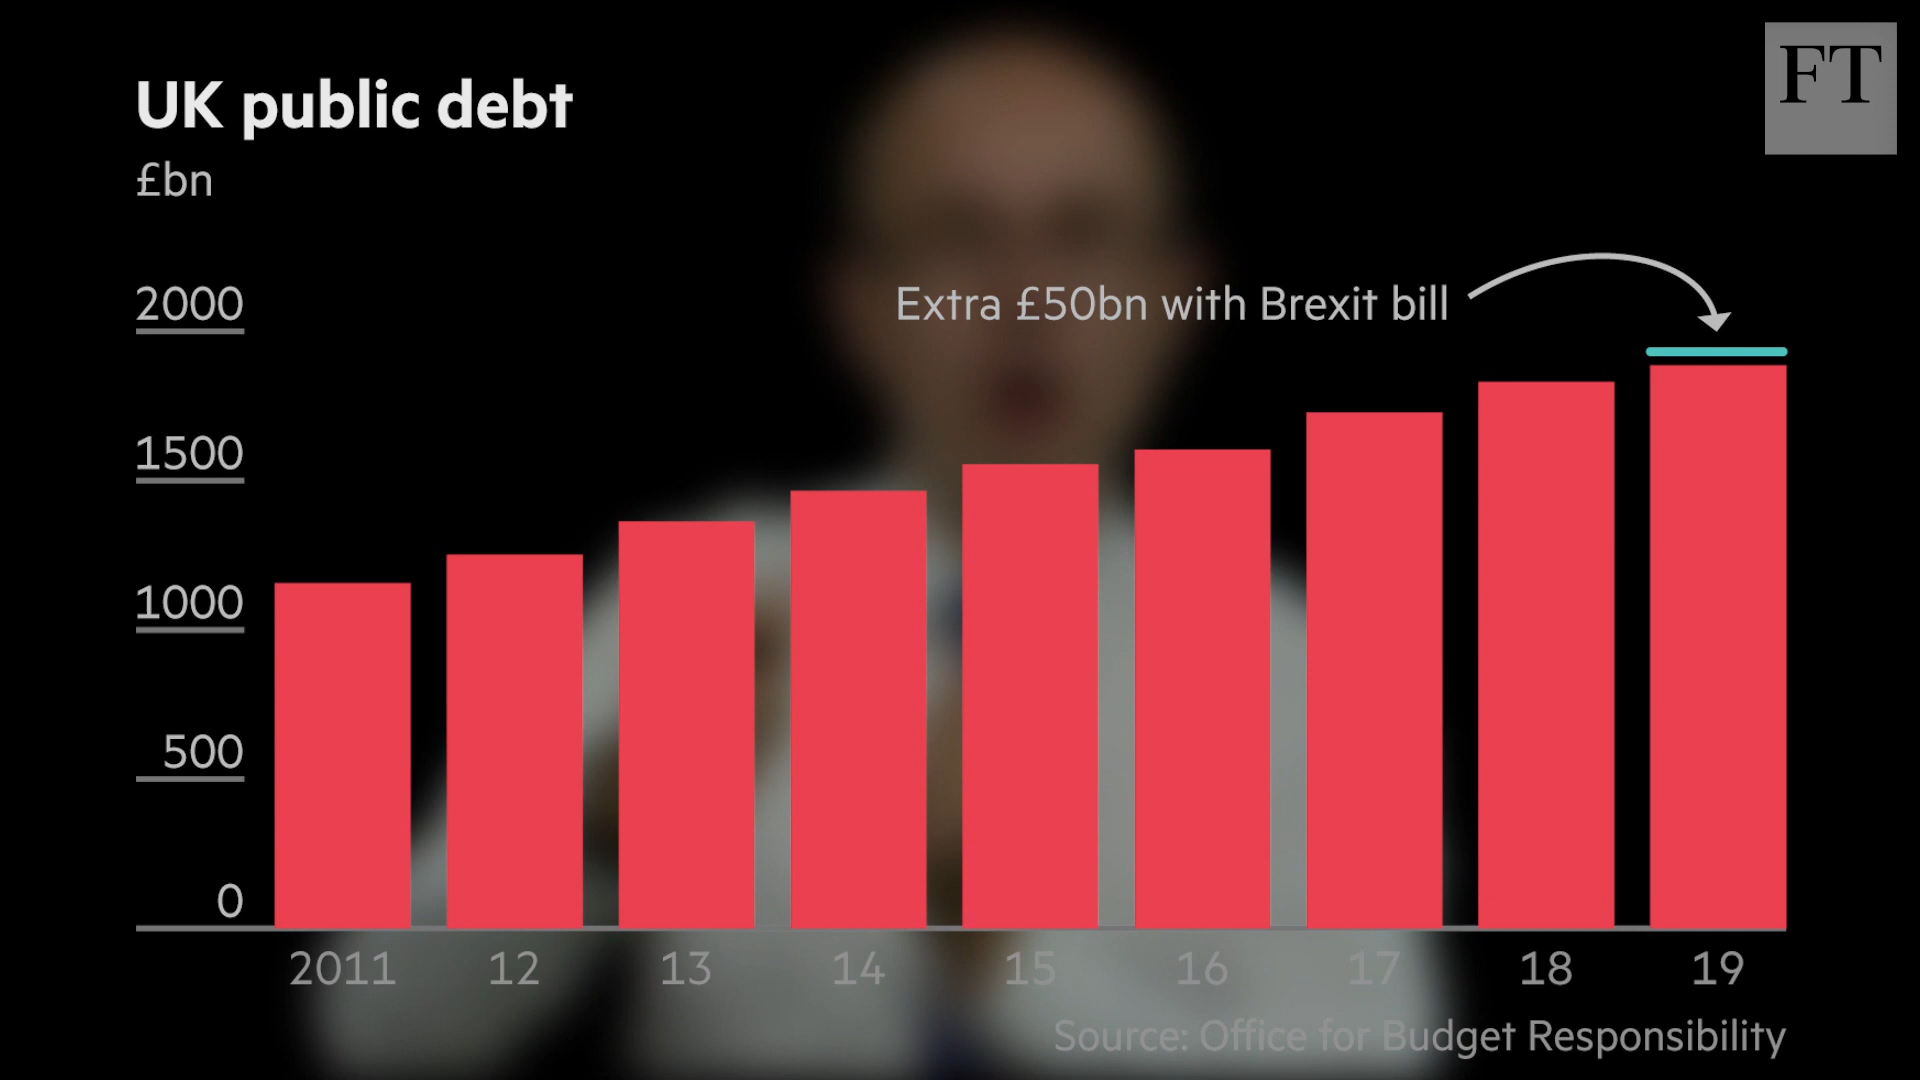 FT
UK public debt
£bn
2000
Extra £50bn with Brexit bill
1500
1000
500
0
2011 12 13 14 15 16 17 18 19
Source: Office for Budget Responsibility